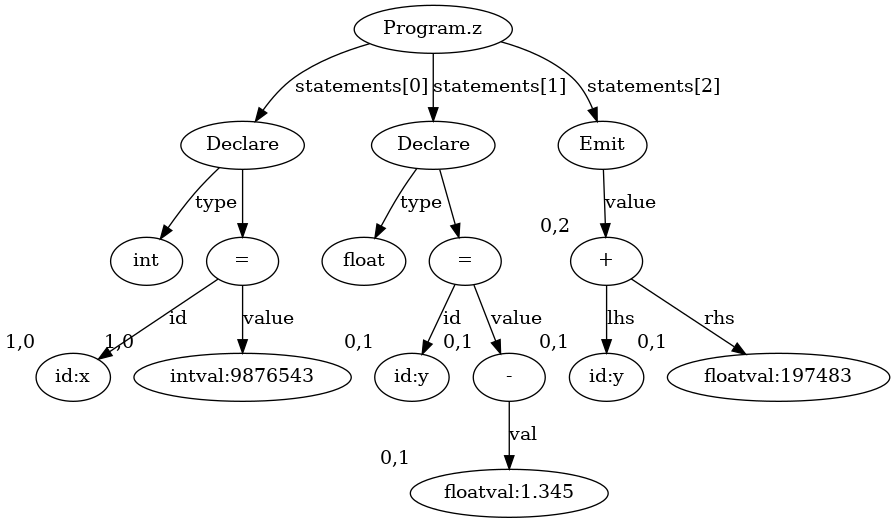 Program.z
statements[0] statements[1] statements[2]
Declare Declare Emit
type type value
0,2
int = float = +
id value id value lhs rhs
1,0 1,0 0,1 0,1 0,1 0,1
id:x intval:9876543 id:y - id:y floatval:197483
val
0,1
floatval:1.345